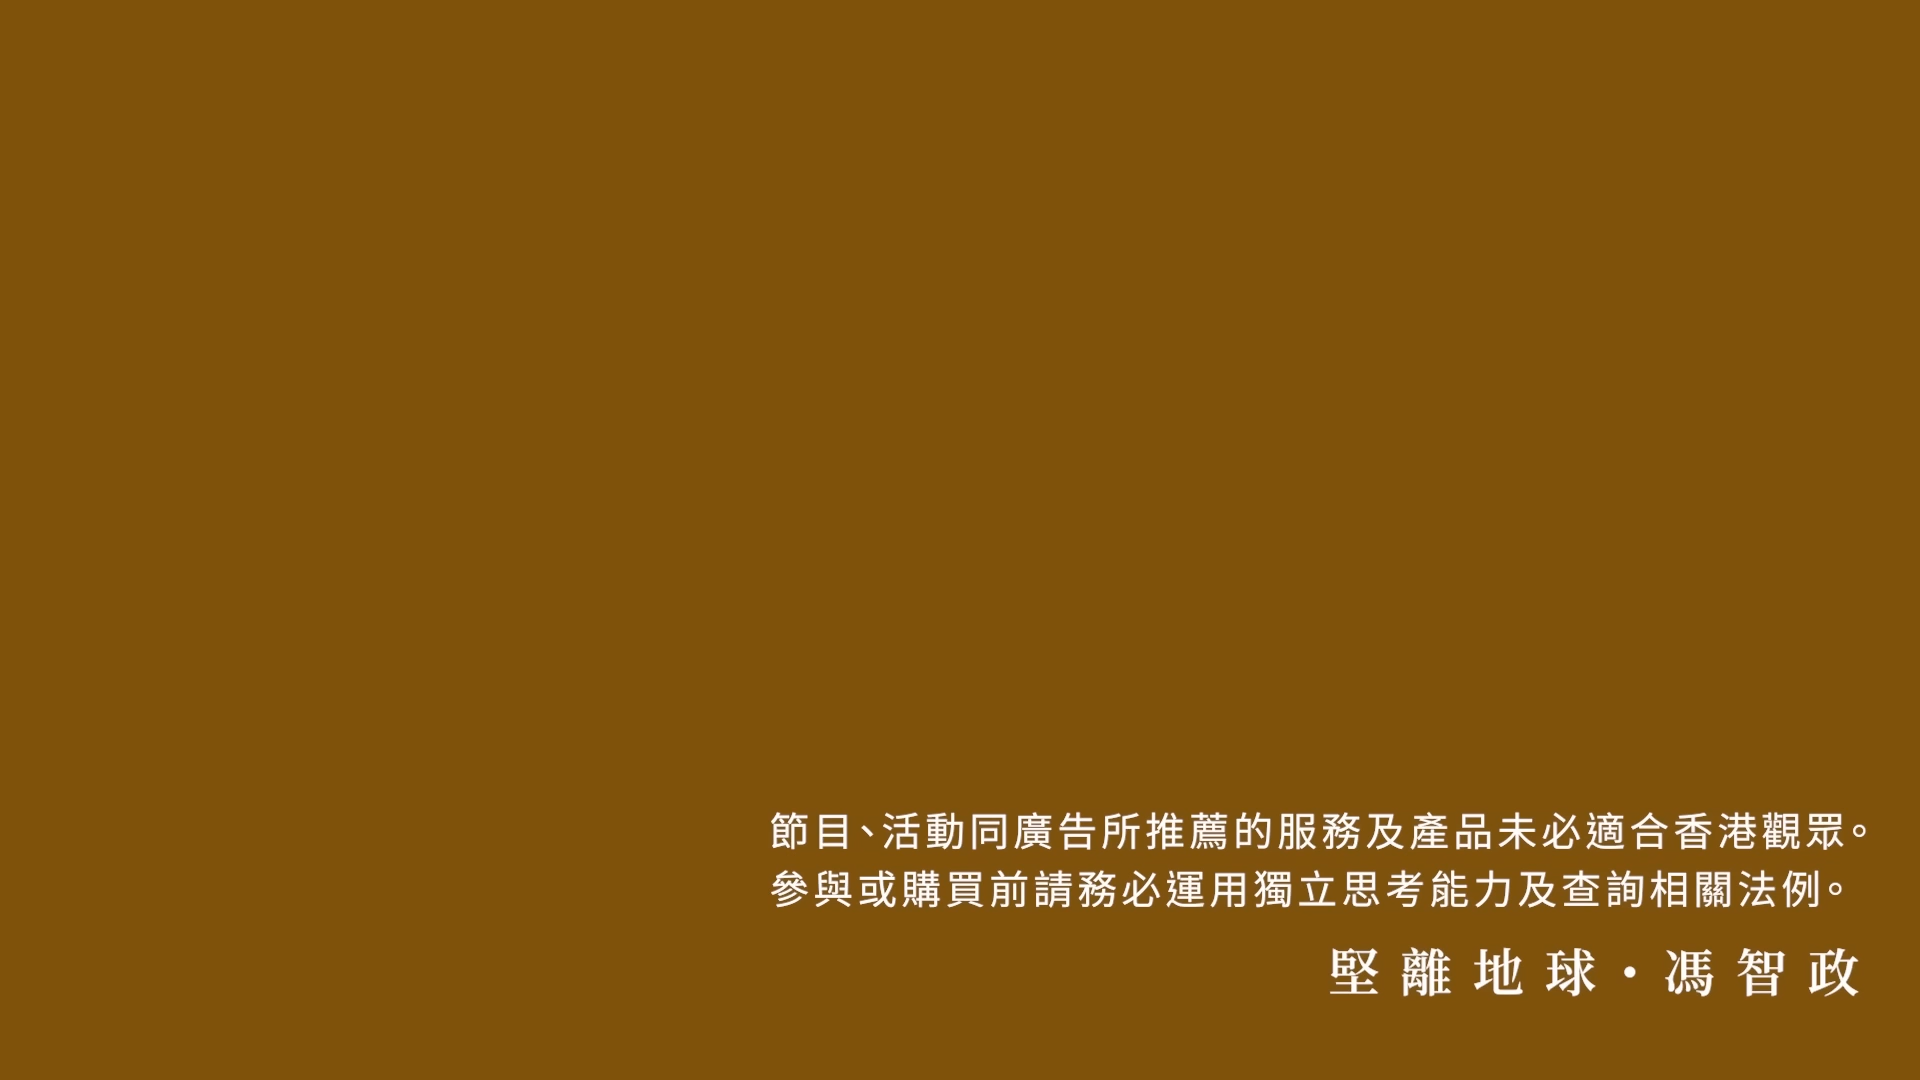 節目、活動同廣告所推薦的服務及產品未必適合香港觀眾。
參與或購買前請務必運用獨立思考能力及查詢相關法例。
堅離地球・馮智政